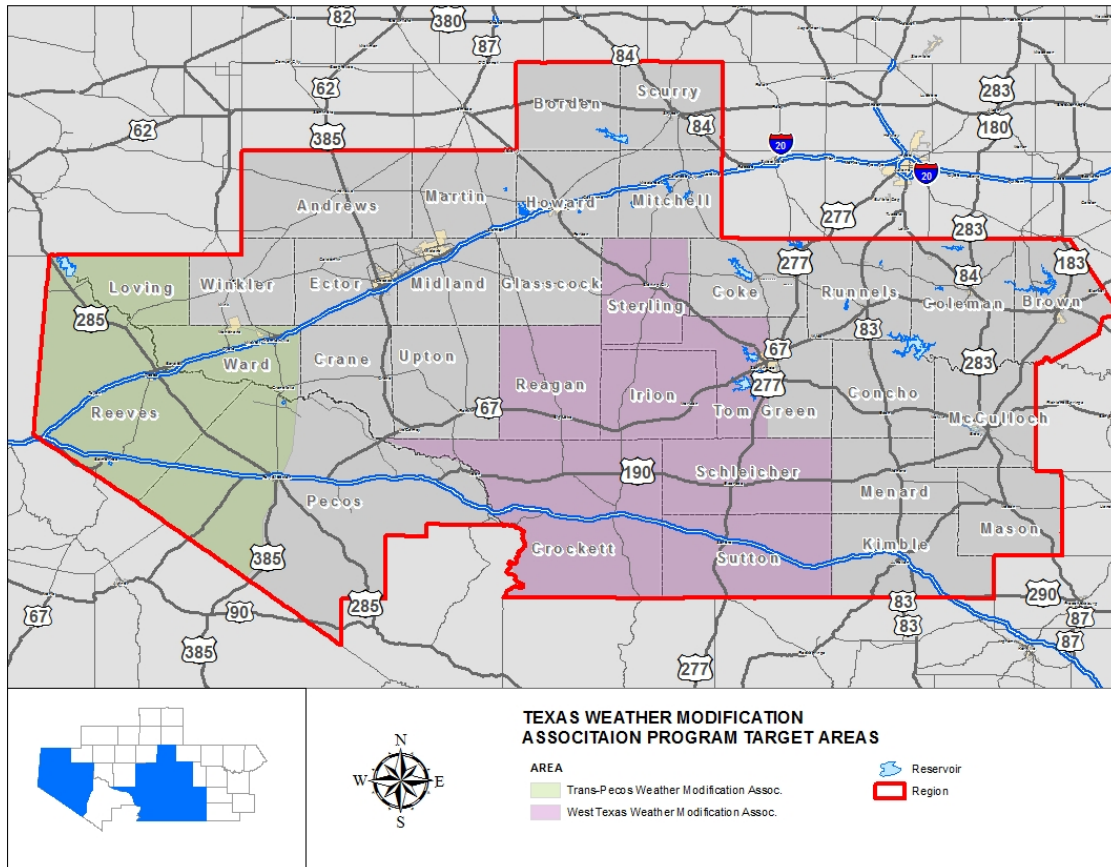 82
380
87
84
283
62
Scurry
Borden
180
62
84
385
20
20
Martin
Andrews
Howard
Mitchell
277
283
183
277
84
Loving
Winkler
Ector
Midland
Glasscock
Coke
Runnels
Coleman
Brown
Sterling
285
83
Ward
Crane
Upton
67
283
Reagan
Irion
277
Concho
Reeves
67
Tom Green
McCulloch
190
Schleicher
Pecos
Menard
Mason
Crockett
Sutton
Kimble
385
285
83
290
67
90
83
87
87
385
277
N
W E
S
TEXAS WEATHER MODIFICATION
ASSOCITAION PROGRAM TARGET AREAS
AREA
Trans-Pecos Weather Modification Assoc.
West Texas Weather Modification Assoc.
Reservoir
Region